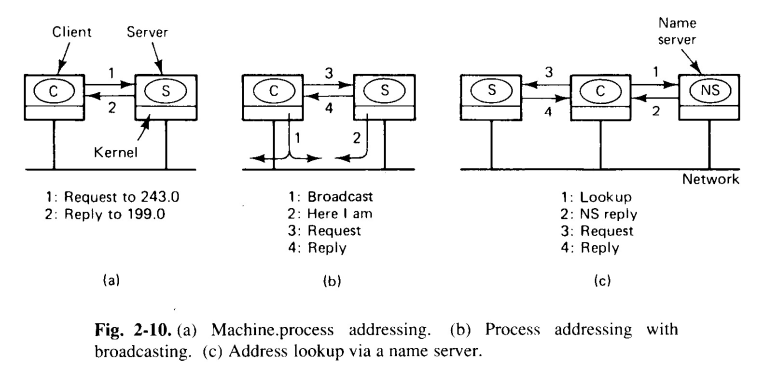 Client Server
1
C S
2
Kernel
1: Request to 243.0
2: Reply to 199.0
(a)
3
C S
4
1 2
1: Broadcast
2: Here I am
3: Request
4: Reply
(b)
Name
server
3 1
S C NS
4 2
Network
1: Lookup
2: NS reply
3: Request
4: Reply
(c)
Fig. 2-10. (a) Machine.process addressing. (b) Process addressing with
broadcasting. (c) Address lookup via a name server.